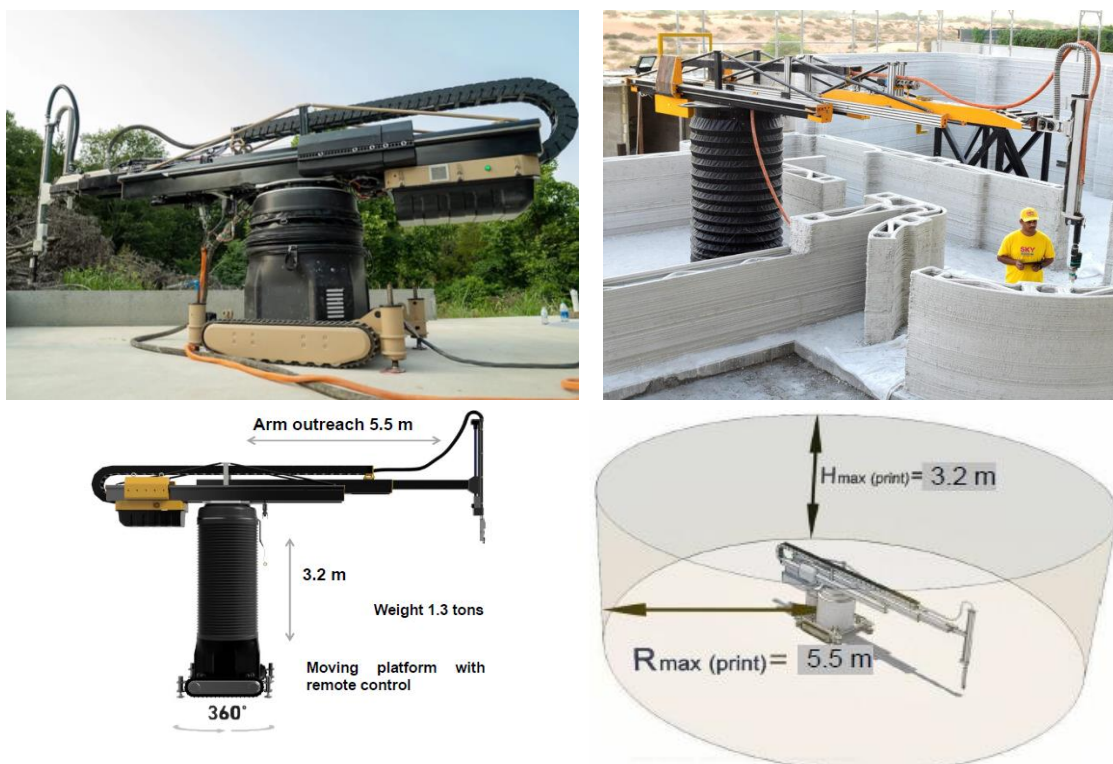 SKY
Arm outreach 5.5 m
3.2 m
Weight 1.3 tons
Moving platform with
remote control
360°
Hmax (print)= 3.2 m
Rmax (print)= 5.5 m